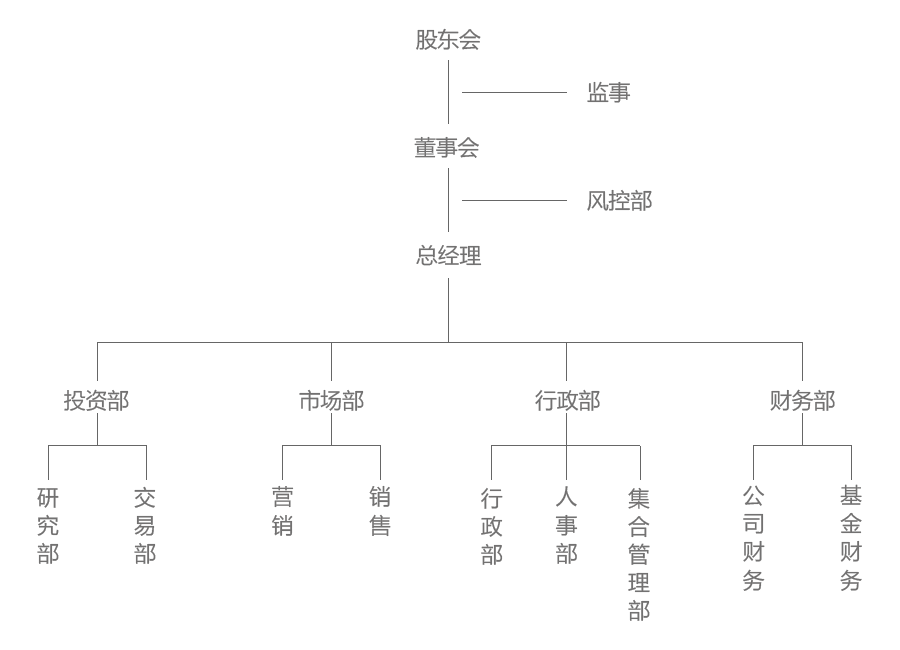 股东会
监事
董事会
风控部
总经理
投资部
市场部
行政部
财务部
研究部
交易部
营销
销售
行政部
人事部
集合管理部
公司财务
基金财务